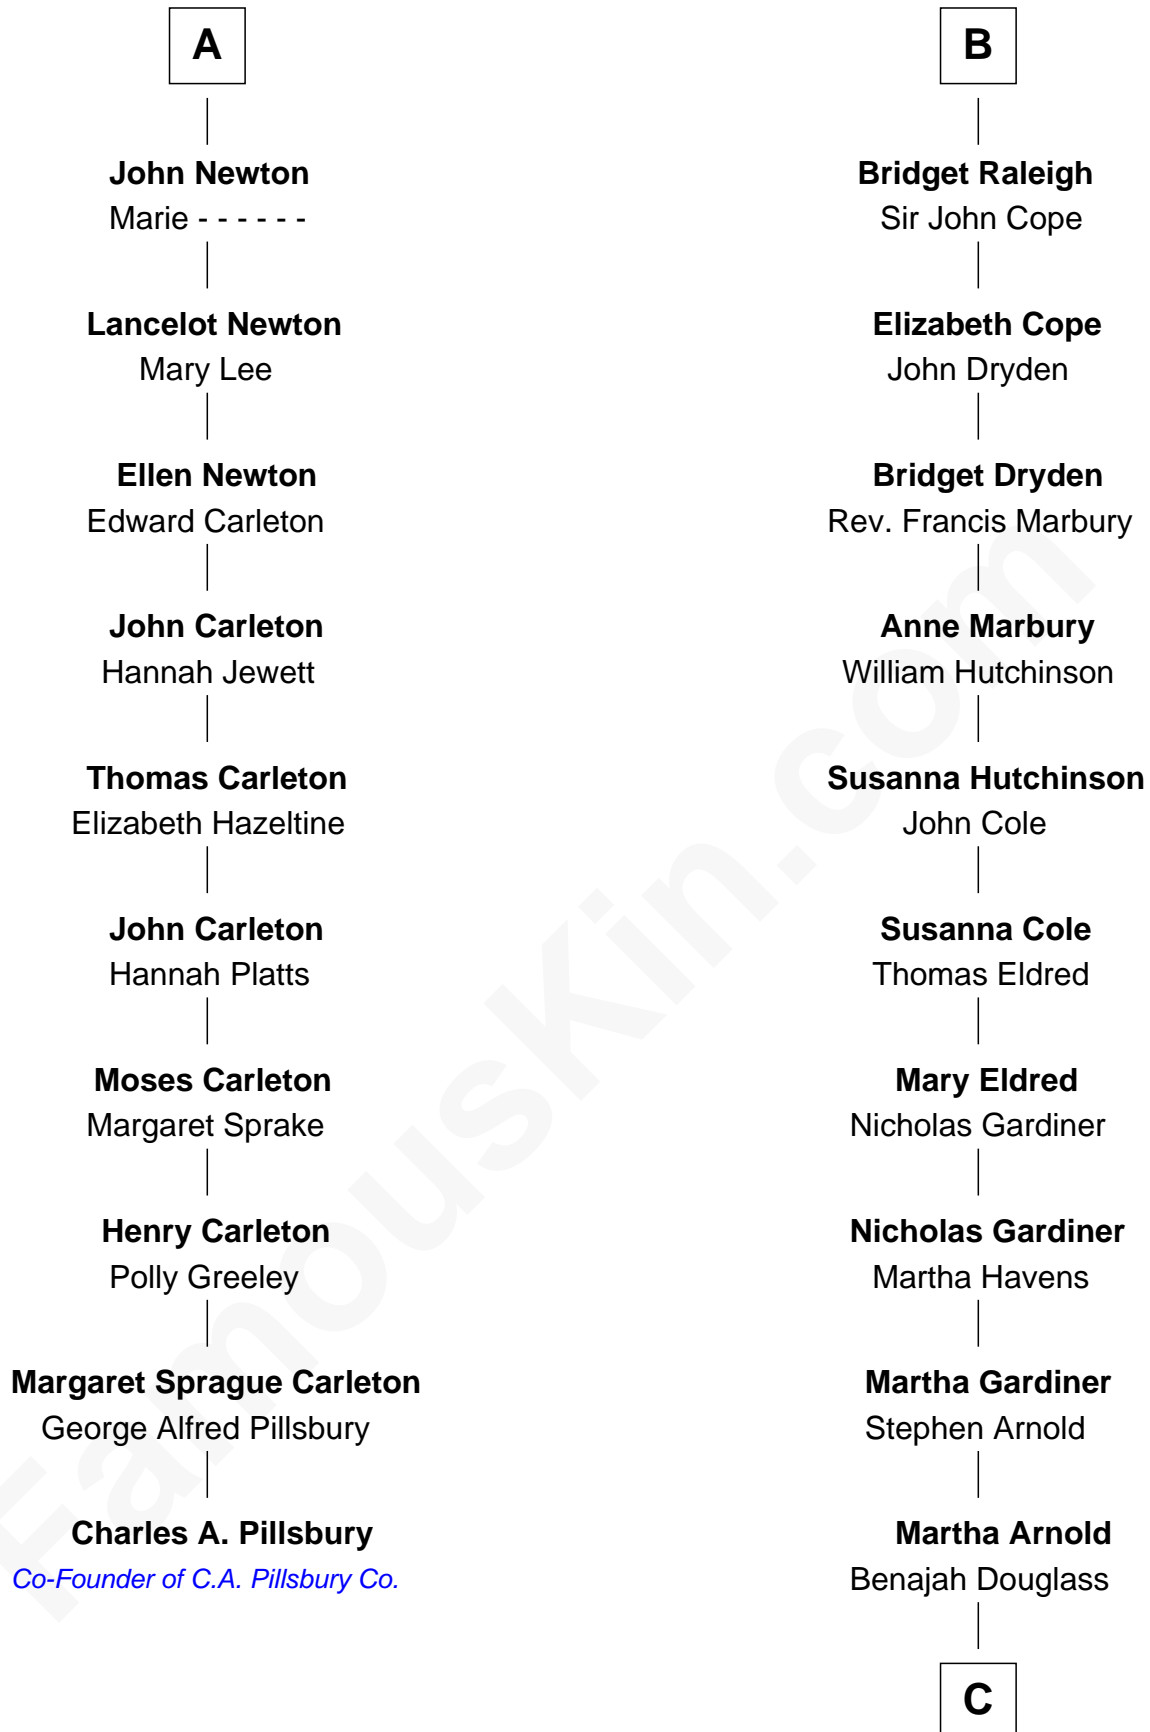 A
John Newton
Marie - - - - - -
Lancelot Newton
Mary Lee
Ellen Newton
Edward Carleton
John Carleton
Hannah Jewett
Thomas Carleton
Elizabeth Hazeltine
John Carleton
Hannah Platts
Moses Carleton
Margaret Sprake
Henry Carleton
Polly Greeley
Margaret Sprague Carleton
George Alfred Pillsbury
Charles A. Pillsbury
Co-Founder of C.A. Pillsbury Co.
B
Bridget Raleigh
Sir John Cope
Elizabeth Cope
John Dryden
Bridget Dryden
Rev. Francis Marbury
Anne Marbury
William Hutchinson
Susanna Hutchinson
John Cole
Susanna Cole
Thomas Eldred
Mary Eldred
Nicholas Gardiner
Nicholas Gardiner
Martha Havens
Martha Gardiner
Stephen Arnold
Martha Arnold
Benajah Douglass
C
FamousKin.com